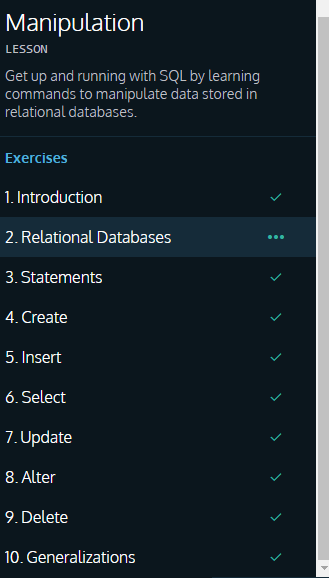 Manipulation
LESSON
Get up and running with SQL by learning
commands to manipulate data stored in
relational databases.
Exercises
1. Introduction
2. Relational Databases
3. Statements
4. Create
5. Insert
6. Select
7. Update
8. Alter
9. Delete
10. Generalizations